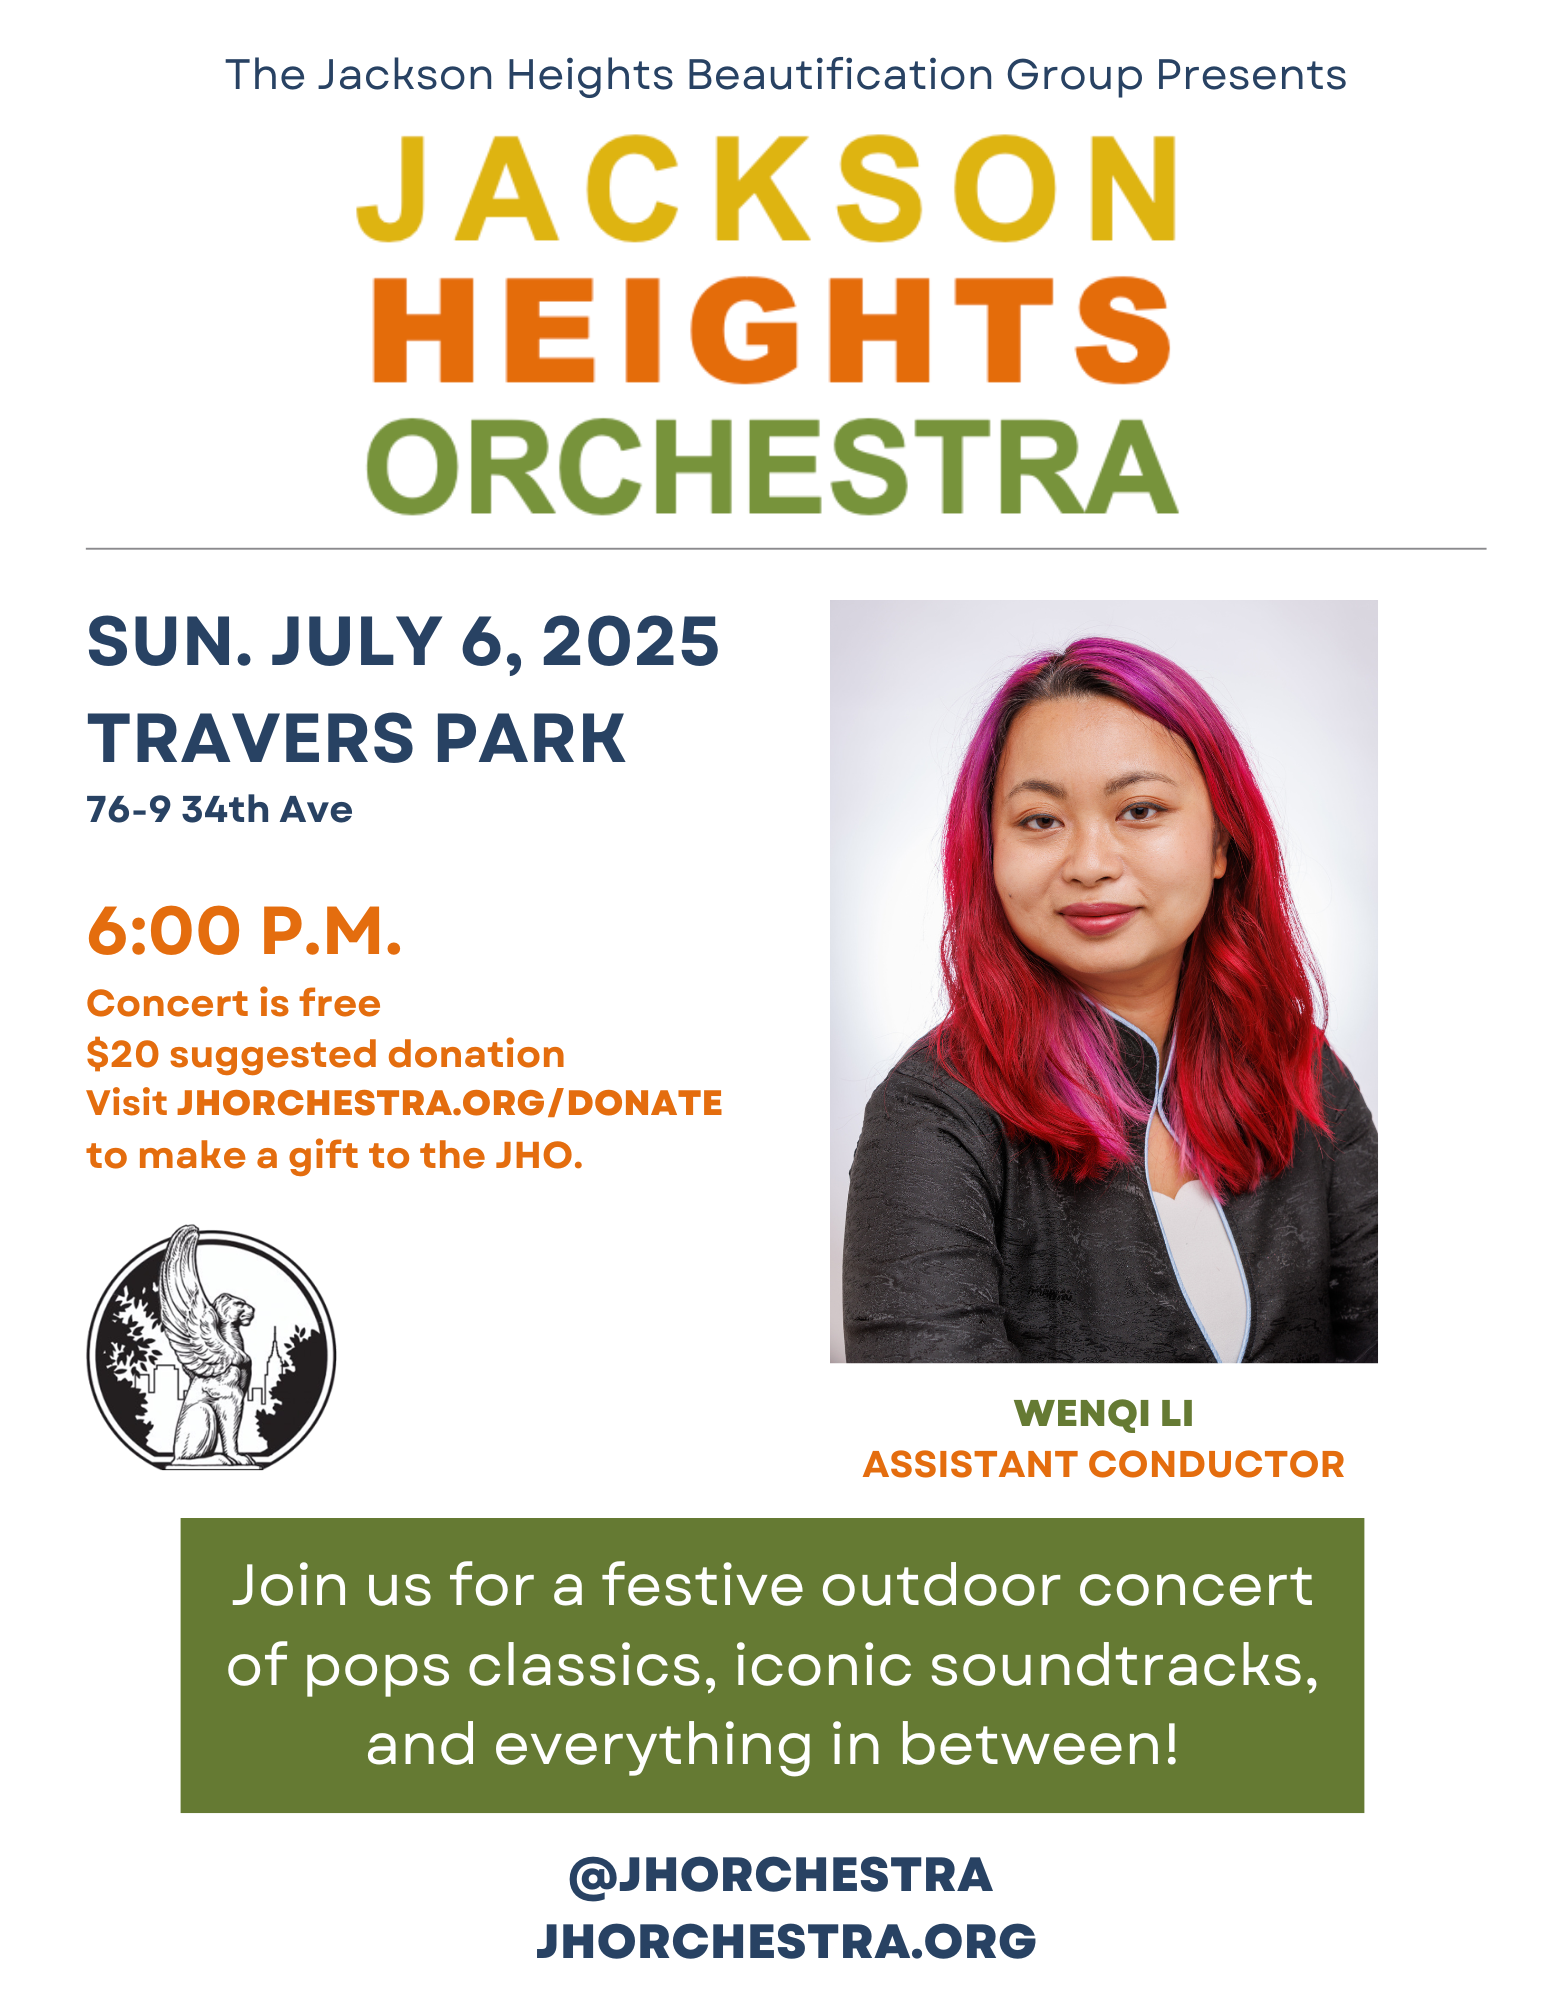 The Jackson Heights Beautification Group Presents
JACKSON
HEIGHTS
ORCHESTRA
SUN. JULY 6, 2025
TRAVERS PARK
76-9 34th Ave
6:00 P.M.
Concert is free
$20 suggested donation
Visit JHORCHESTRA.ORG/DONATE
to make a gift to the JHO.
WENQI LI
ASSISTANT CONDUCTOR
Join us for a festive outdoor concert
of pops classics, iconic soundtracks,
and everything in between!
@JHORCHESTRA
JHORCHESTRA.ORG